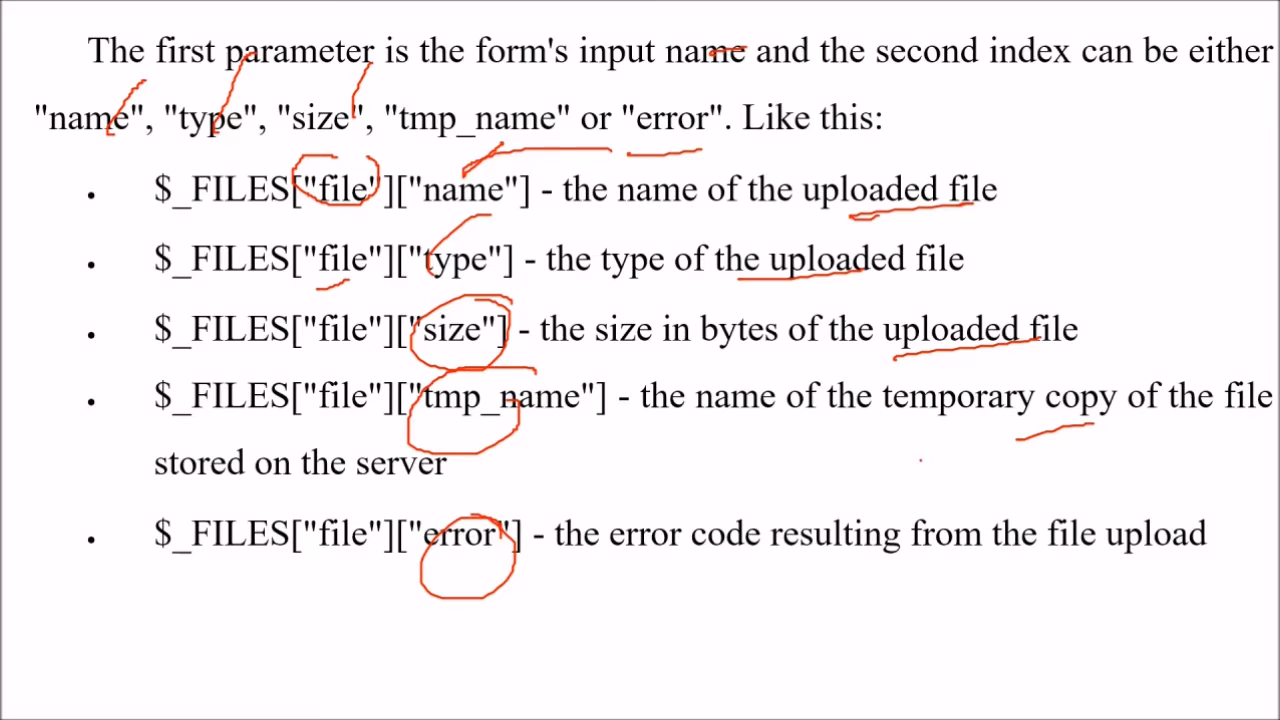 The first parameter is the form's input name and the second index can be either
"name", "type", "size", "tmp_name" or "error". Like this:
• $_FILES["file"]["name"] - the name of the uploaded file
• $_FILES["file"]["type"] - the type of the uploaded file
• $_FILES["file"]["size"] - the size in bytes of the uploaded file
• $_FILES["file"]["tmp_name"] - the name of the temporary copy of the file
stored on the server
• $_FILES["file"]["error"] - the error code resulting from the file upload